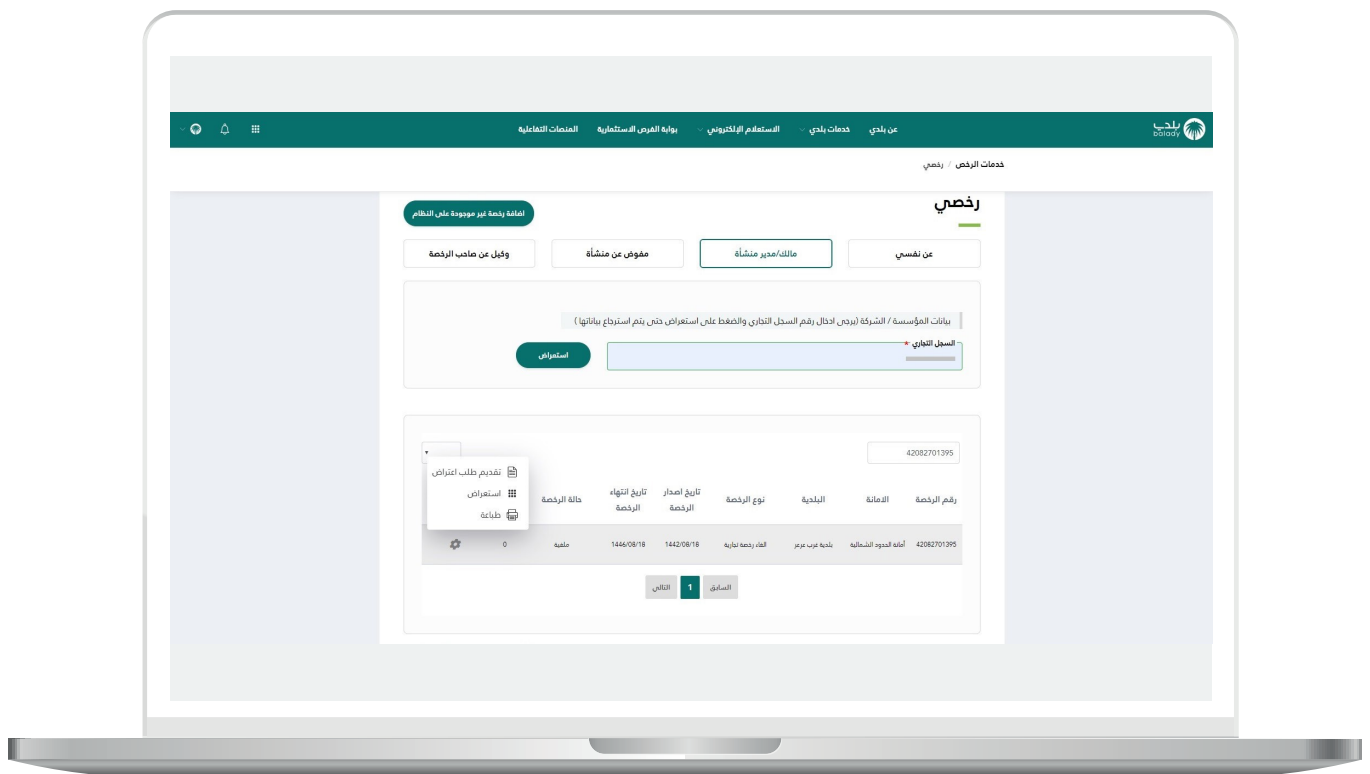 بلدي
balady
عن بلدي
خدمات بلدي
الاستعلام الإلكتروني
بوابة الفرص الاستثمارية
المنصات التفاعلية
خدمات الرخص / رخصي
رخصي
اضافة رخصة غير موجودة على النظام
عن نفسي
مالك/مدير منشأة
مفوض عن منشأة
وكيل عن صاحب الرخصة
بيانات المؤسسة / الشركة (يرجى ادخال رقم السجل التجاري والضغط على استعراض حتى يتم استرجاع بياناتها )
السجل التجاري *
استعراض
42082701395
تقديم طلب اعتراض
استعراض
طباعة
رقم الرخصة
الامانة
البلدية
نوع الرخصة
تاريخ اصدار الرخصة
تاريخ انتهاء الرخصة
حالة الرخصة
42082701395 أمانة الحدود الشمالية بلدية غرب عرعر الغاء رخصة تجارية 1442/08/18 1446/08/18 ملغية 0
السابق 1 التالي